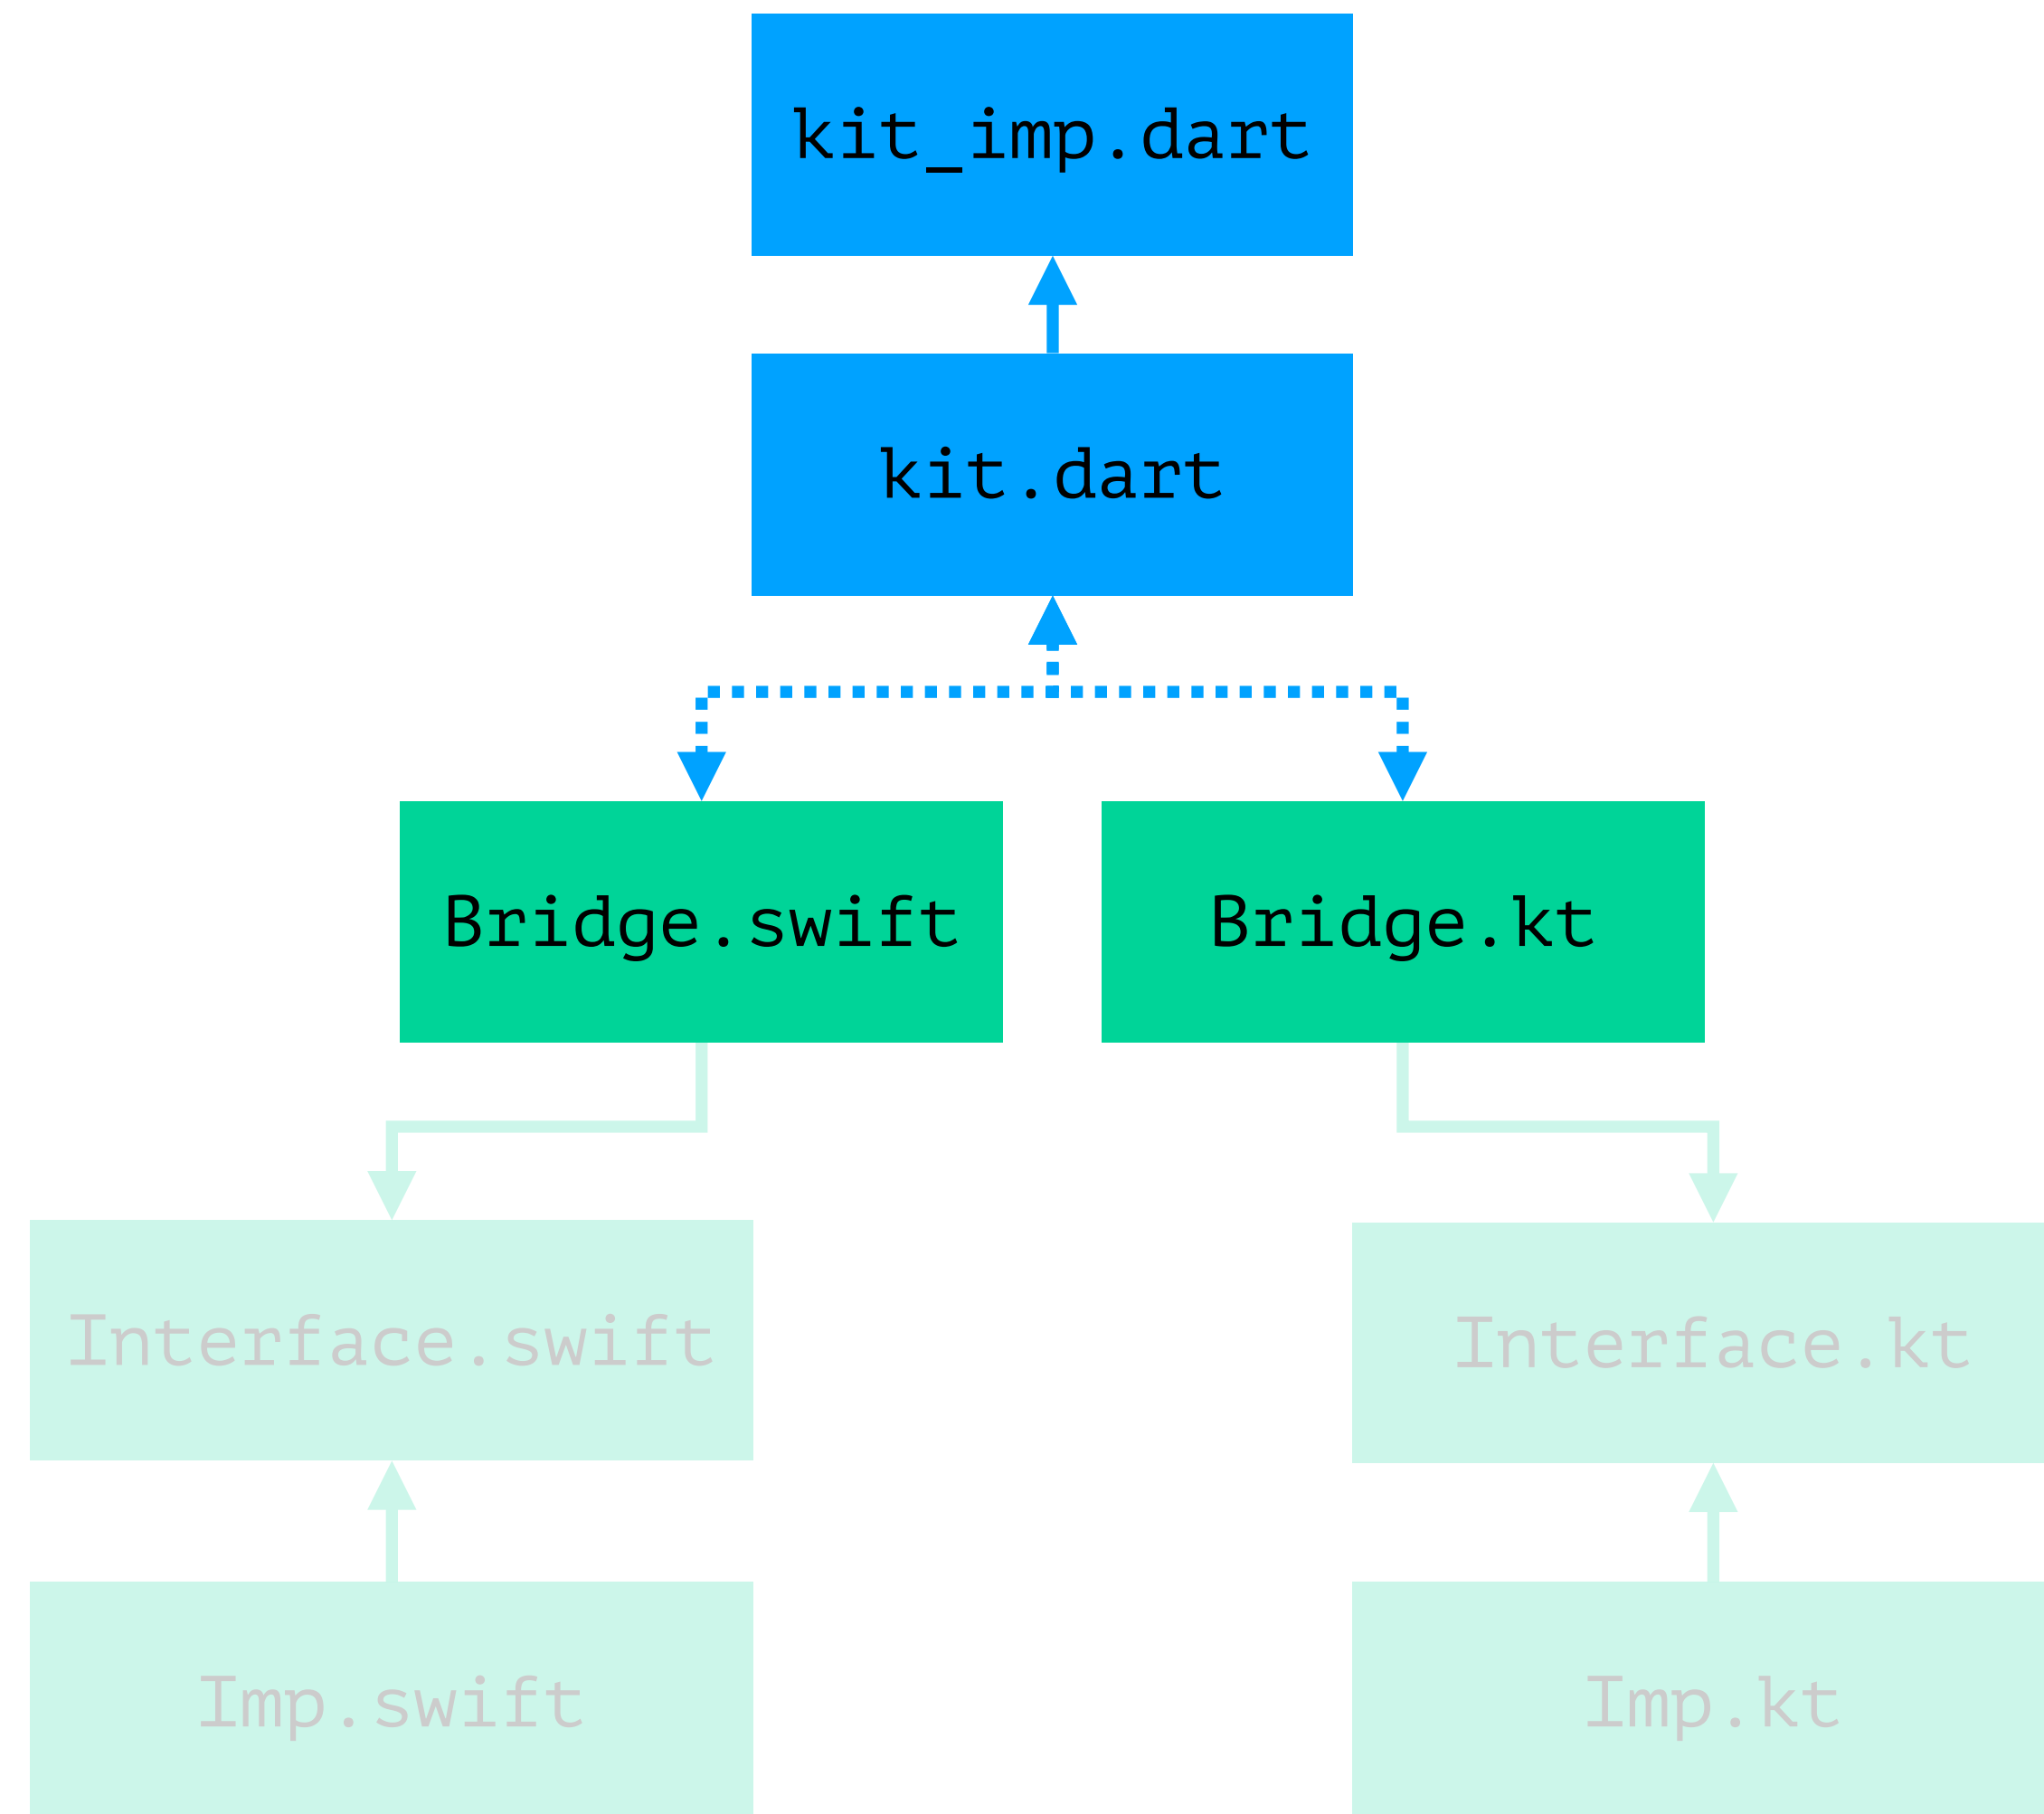 kit_imp.dart
kit.dart
Bridge.swift
Bridge.kt
Interface.swift
Interface.kt
Imp.swift
Imp.kt